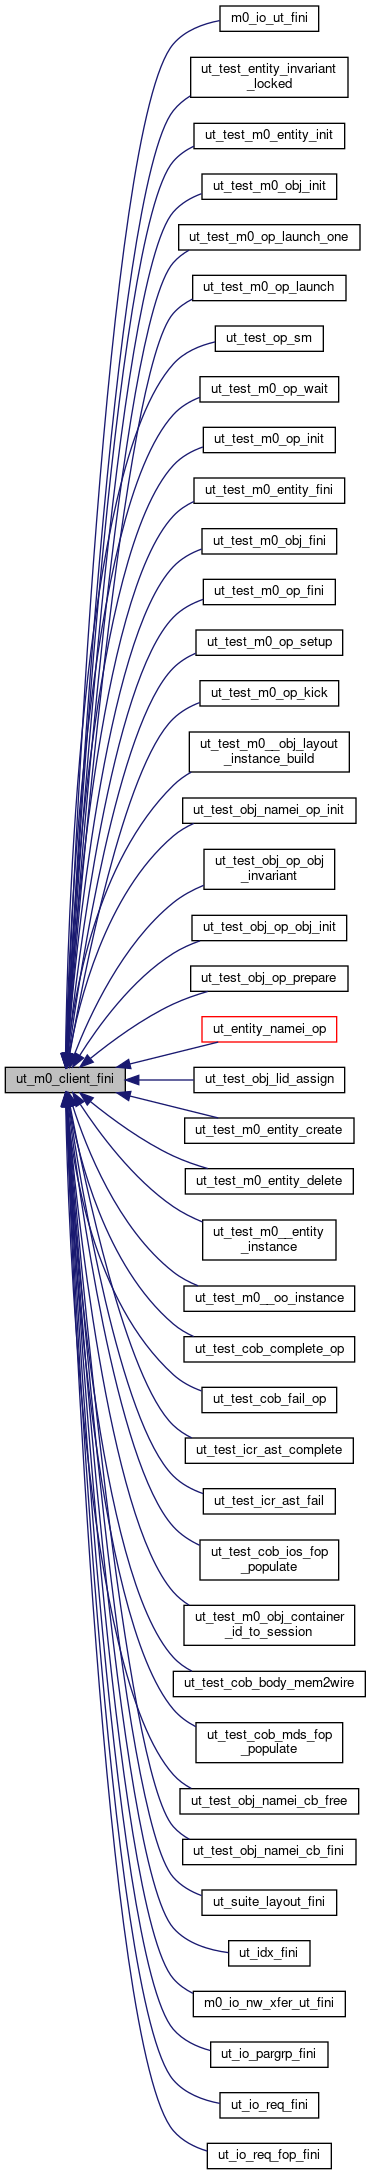 m0_io_ut_fini
ut_test_entity_invariant
_locked
ut_test_m0_entity_init
ut_test_m0_obj_init
ut_test_m0_op_launch_one
ut_test_m0_op_launch
ut_test_op_sm
ut_test_m0_op_wait
ut_test_m0_op_init
ut_test_m0_entity_fini
ut_test_m0_obj_fini
ut_test_m0_op_fini
ut_test_m0_op_setup
ut_test_m0_op_kick
ut_test_m0__obj_layout
_instance_build
ut_test_obj_namei_op_init
ut_test_obj_op_obj
_invariant
ut_test_obj_op_obj_init
ut_test_obj_op_prepare
ut_entity_namei_op
ut_m0_client_fini
ut_test_obj_lid_assign
ut_test_m0_entity_create
ut_test_m0_entity_delete
ut_test_m0__entity
_instance
ut_test_m0__oo_instance
ut_test_cob_complete_op
ut_test_cob_fail_op
ut_test_icr_ast_complete
ut_test_icr_ast_fail
ut_test_cob_ios_fop
_populate
ut_test_m0_obj_container
_id_to_session
ut_test_cob_body_mem2wire
ut_test_cob_mds_fop
_populate
ut_test_obj_namei_cb_free
ut_test_obj_namei_cb_fini
ut_suite_layout_fini
ut_idx_fini
m0_io_nw_xfer_ut_fini
ut_io_pargrp_fini
ut_io_req_fini
ut_io_req_fop_fini